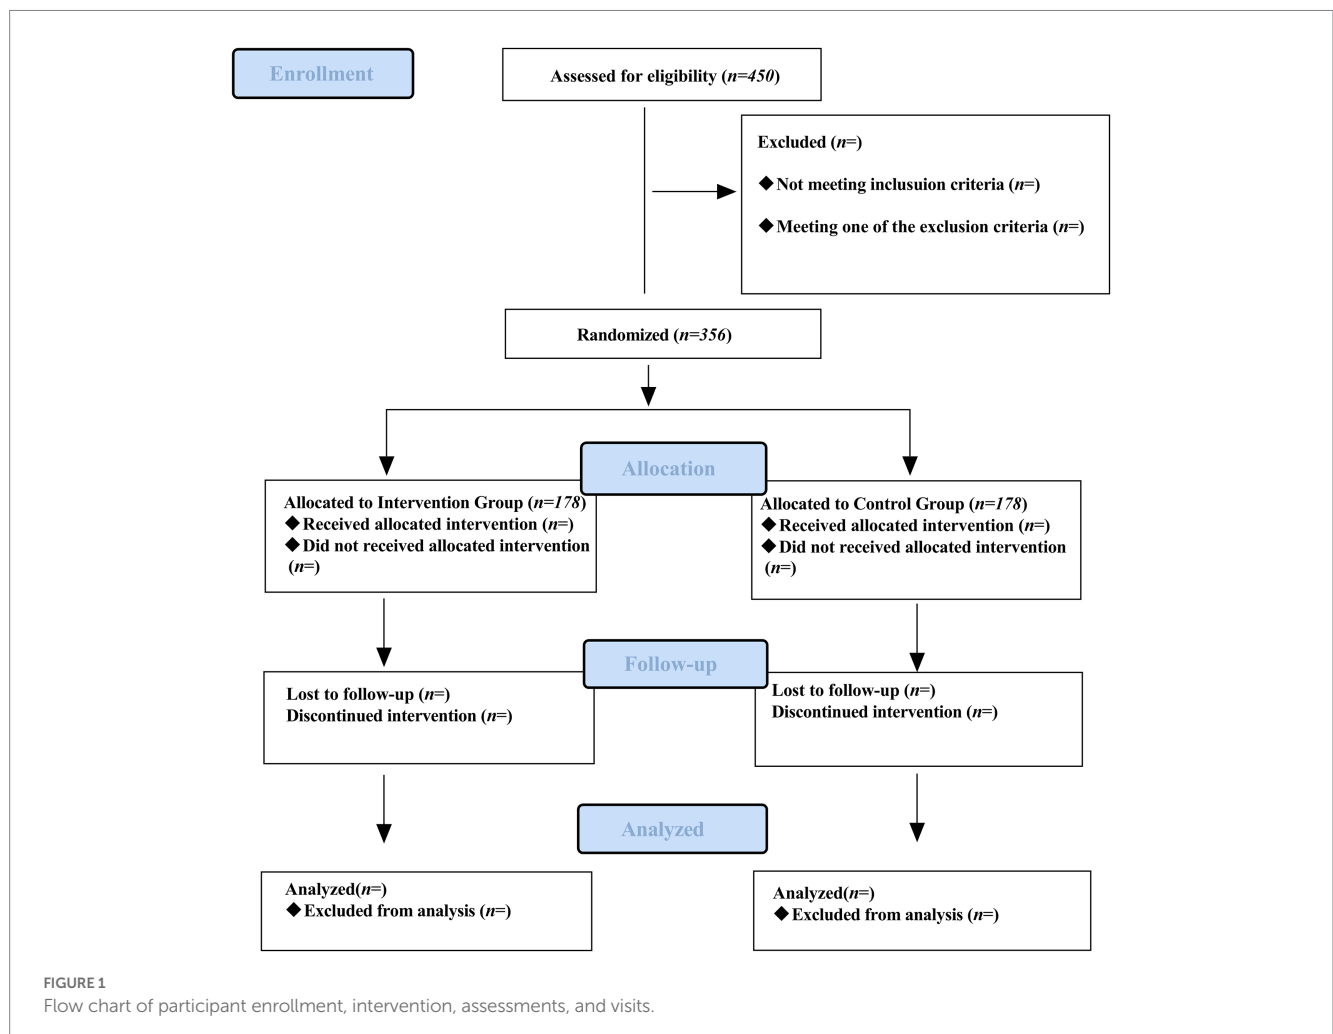 Enrollment
Assessed for eligibility (n=450)
Excluded (n=)
◆Not meeting inclusuion criteria (n=)
◆Meeting one of the exclusion criteria (n=)
Randomized (n=356)
Allocation
Allocated to Intervention Group (n=178)
◆Received allocated intervention (n=)
◆Did not received allocated intervention
(n=)
Allocated to Control Group (n=178)
◆Received allocated intervention (n=)
◆Did not received allocated intervention
(n=)
Follow-up
Lost to follow-up (n=)
Discontinued intervention (n=)
Lost to follow-up (n=)
Discontinued intervention (n=)
Analyzed
Analyzed(n=)
◆Excluded from analysis (n=)
Analyzed(n=)
◆Excluded from analysis (n=)
FIGURE 1
Flow chart of participant enrollment, intervention, assessments, and visits.